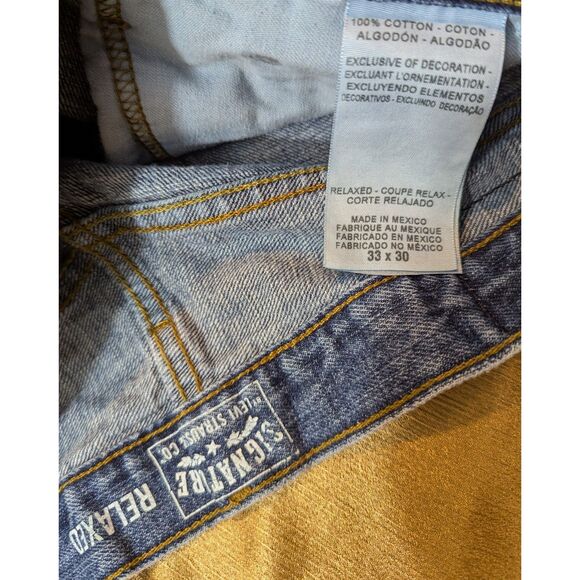 100% COTTON - COTON -
ALGODÓN - ALGODÃO
EXCLUSIVE OF DECORATION -
EXCLUANT L'ORNEMENTATION -
EXCLUYENDO ELEMENTOS
DECORATIVOS - EXCLUINDO DECORAÇÃO
RELAXED - COUPE RELAX -
CORTE RELAJADO
MADE IN MEXICO
FABRIQUE AU MEXIQUE
FABRICADO EN MEXICO
FABRICADO NO MÉXICO
33 x 30
SIGNATURE
BY LEVI STRAUSS CO.
RELAXED